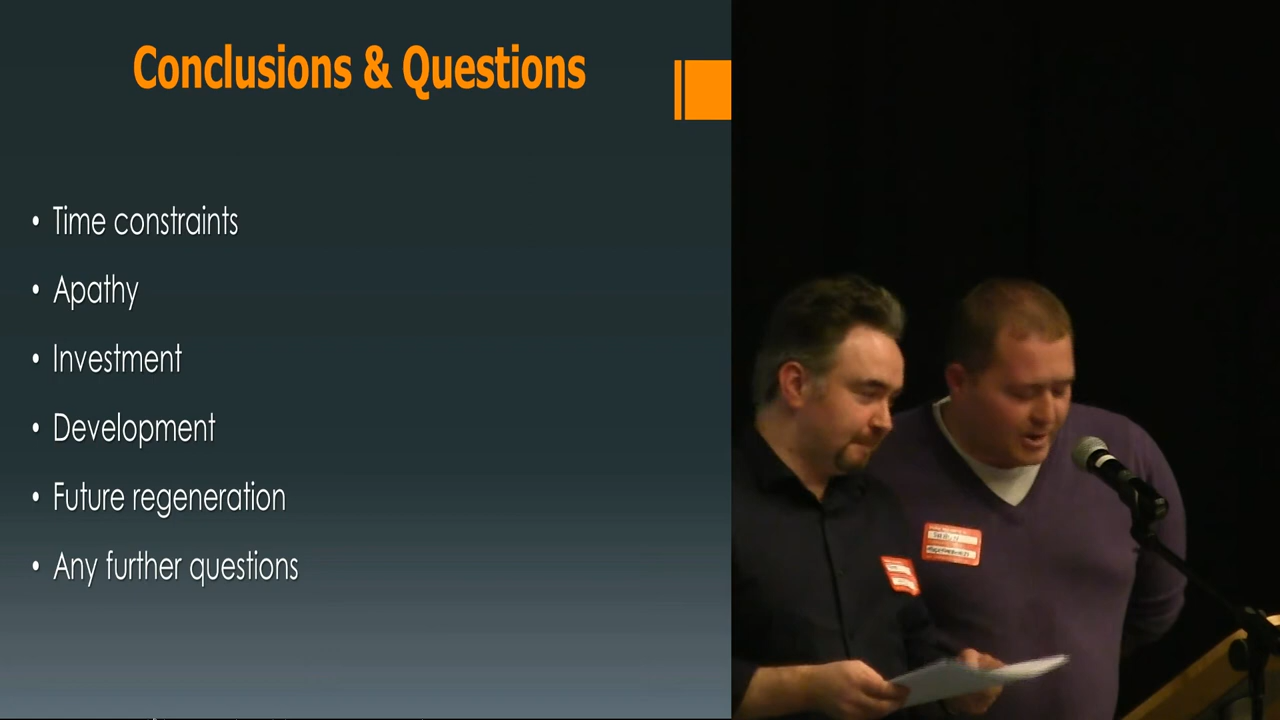 Conclusions & Questions
• Time constraints
• Apathy
• Investment
• Development
• Future regeneration
• Any further questions